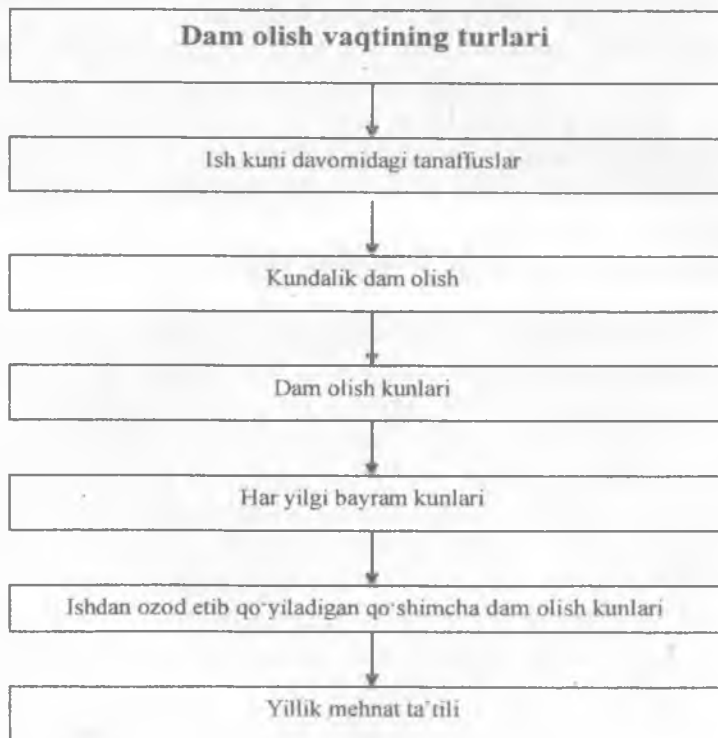 Dam olish vaqtining turlari
Ish kuni davomidagi tanaffuslar
Kundalik dam olish
Dam olish kunlari
Har yilgi bayram kunlari
Ishdan ozod etib qo‘yiladigan qo‘shimcha dam olish kunlari
Yillik mehnat ta’tili